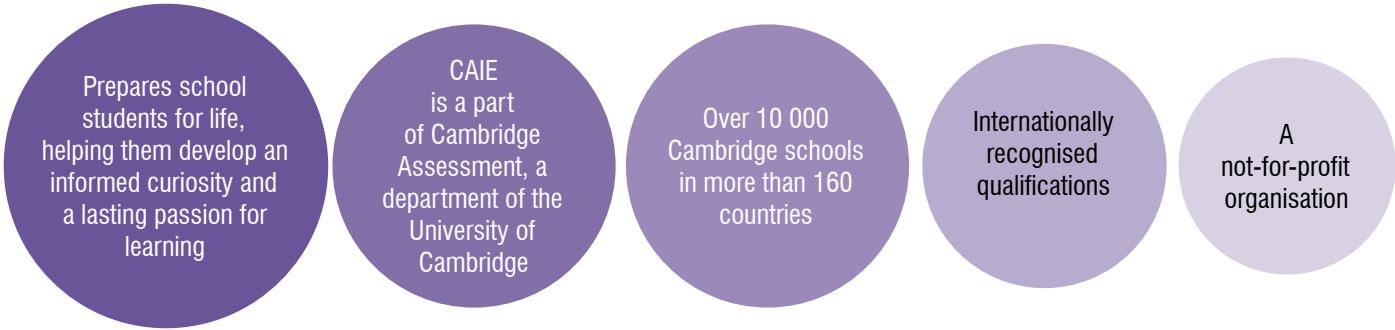 Prepares school
students for life,
helping them develop an
informed curiosity and
a lasting passion for
learning
CAIE
is a part
of Cambridge
Assessment, a
department of the
University of
Cambridge
Over 10 000
Cambridge schools
in more than 160
countries
Internationally
recognised
qualifications
A
not-for-profit
organisation